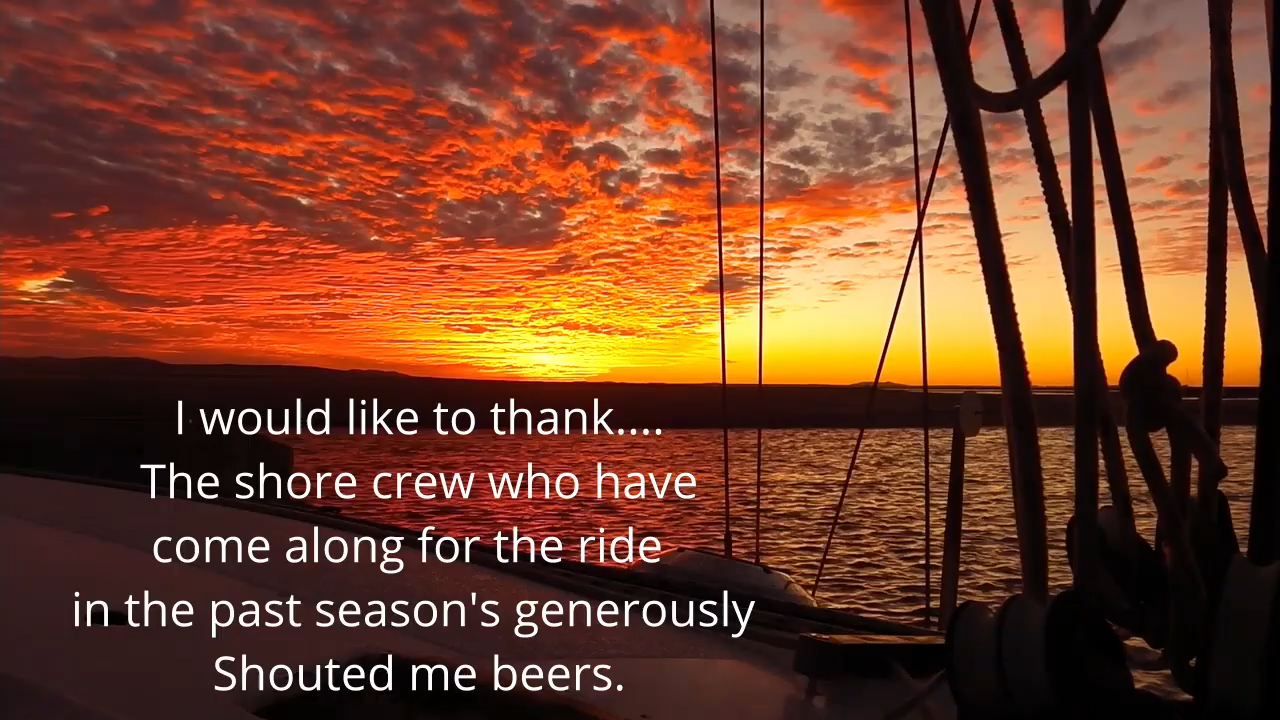 I would like to thank....
The shore crew who have
come along for the ride
in the past season's generously
Shouted me beers.